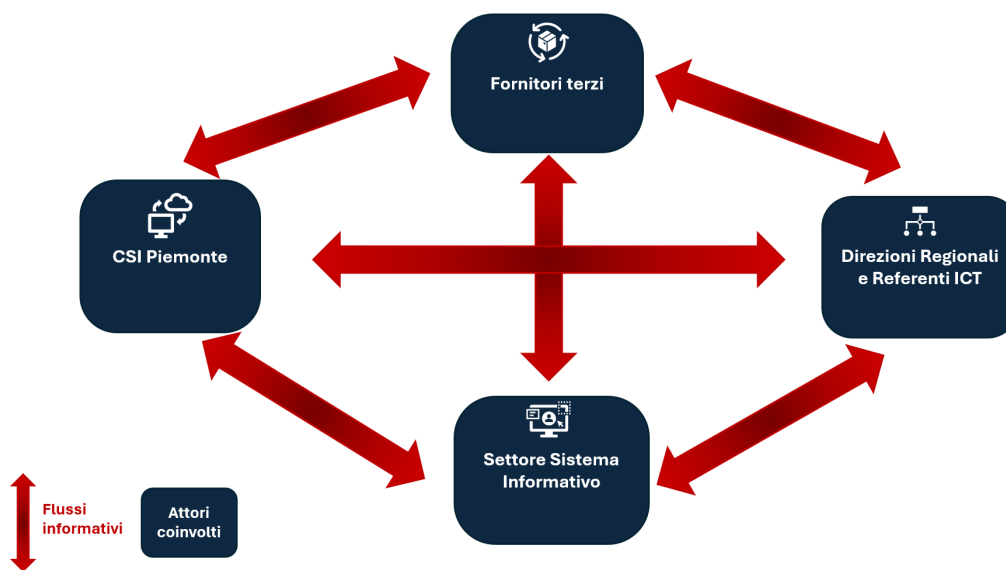 Fornitori terzi
CSI Piemonte
Direzioni Regionali
e Referenti ICT
Settore Sistema
Informativo
Flussi
informativi
Attori
coinvolti